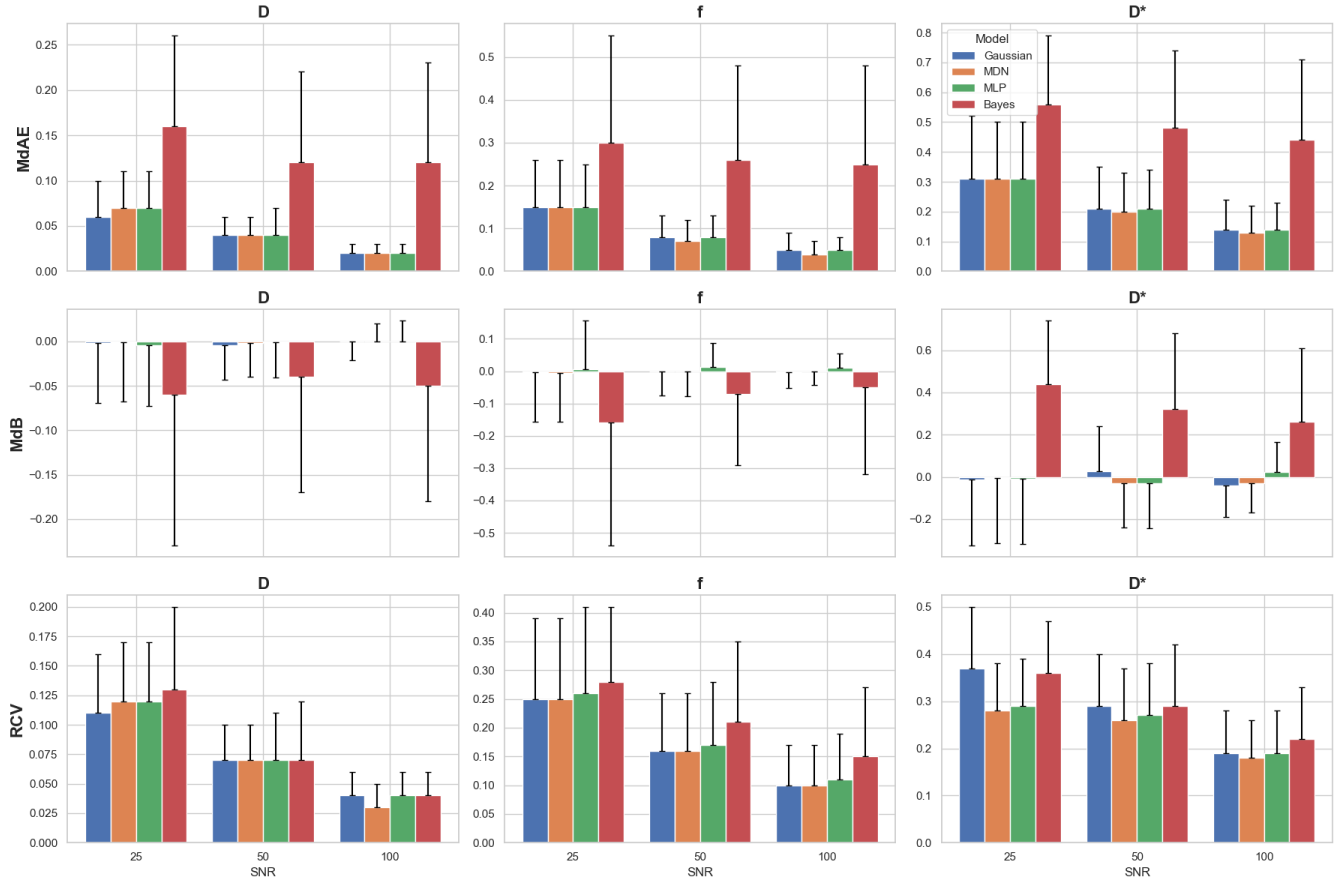 D
f
D*
MdAE
0.25
0.20
0.15
0.10
0.05
0.00
0.5
0.4
0.3
0.2
0.1
0.0
0.8
0.7
0.6
0.5
0.4
0.3
0.2
0.1
0.0
Model
Gaussian
MDN
MLP
Bayes
D
f
D*
MdB
0.00
−0.05
−0.10
−0.15
−0.20
0.1
0.0
−0.1
−0.2
−0.3
−0.4
−0.5
0.6
0.4
0.2
0.0
−0.2
D
f
D*
RCV
0.200
0.175
0.150
0.125
0.100
0.075
0.050
0.025
0.000
0.40
0.35
0.30
0.25
0.20
0.15
0.10
0.05
0.00
0.5
0.4
0.3
0.2
0.1
0.0
25 50 100
25 50 100
25 50 100
SNR
SNR
SNR